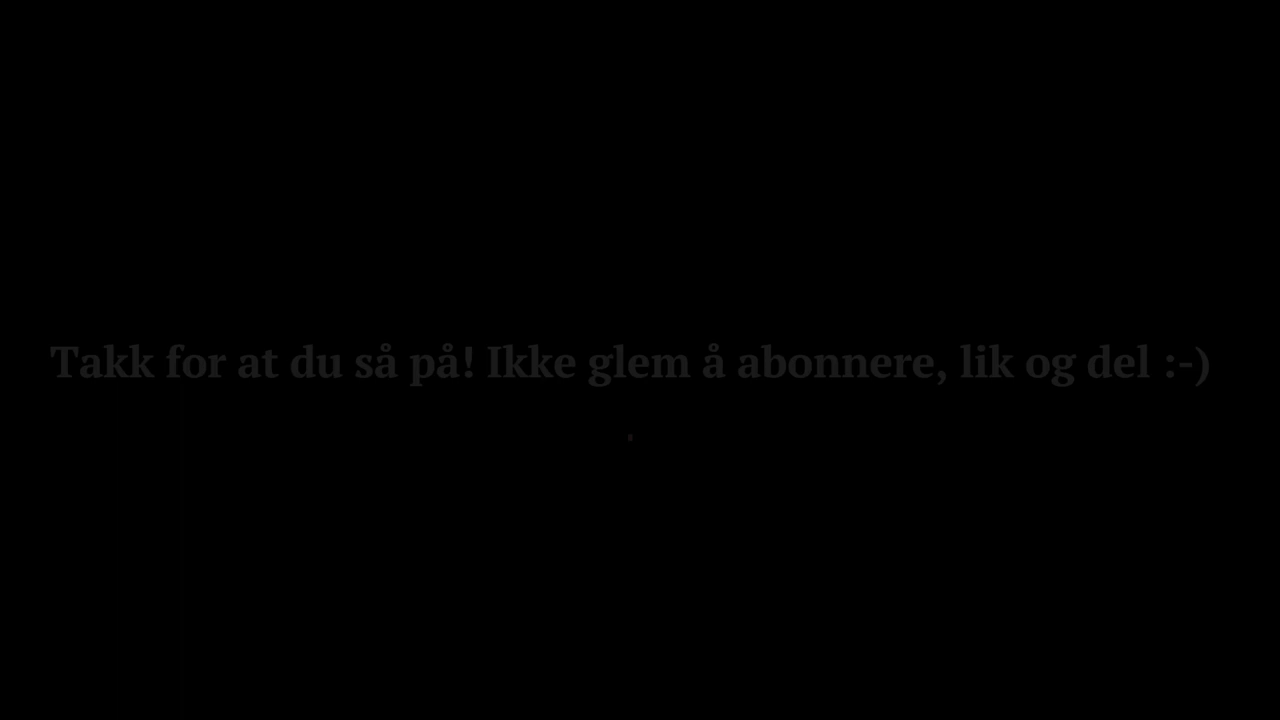 Takk for at du så på! Ikke glem å abonnere, lik og del :-)
.